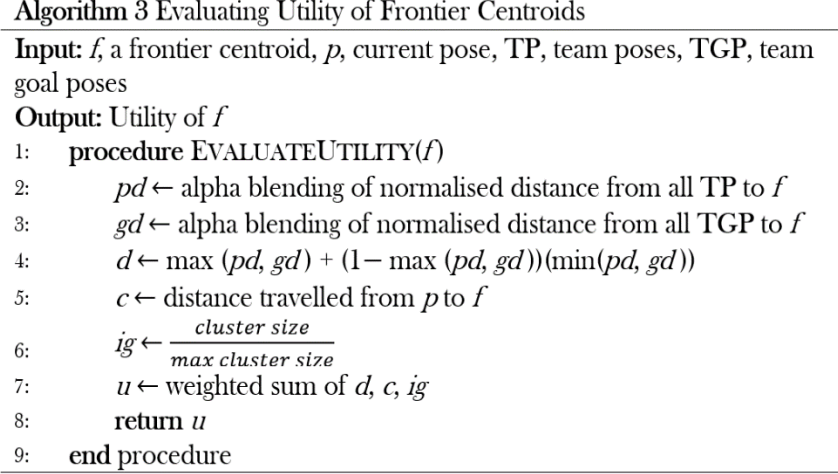 Algorithm 3 Evaluating Utility of Frontier Centroids
Input: f, a frontier centroid, p, current pose, TP, team poses, TGP, team
goal poses
Output: Utility of f
1: procedure EVALUATEUTILITY(f)
2: pd ← alpha blending of normalised distance from all TP to f
3: gd ← alpha blending of normalised distance from all TGP to f
4: d ← max (pd, gd) + (1− max (pd, gd))(min(pd, gd))
5: c ← distance travelled from p to f
6: ig ← cluster size / max cluster size
7: u ← weighted sum of d, c, ig
8: return u
9: end procedure